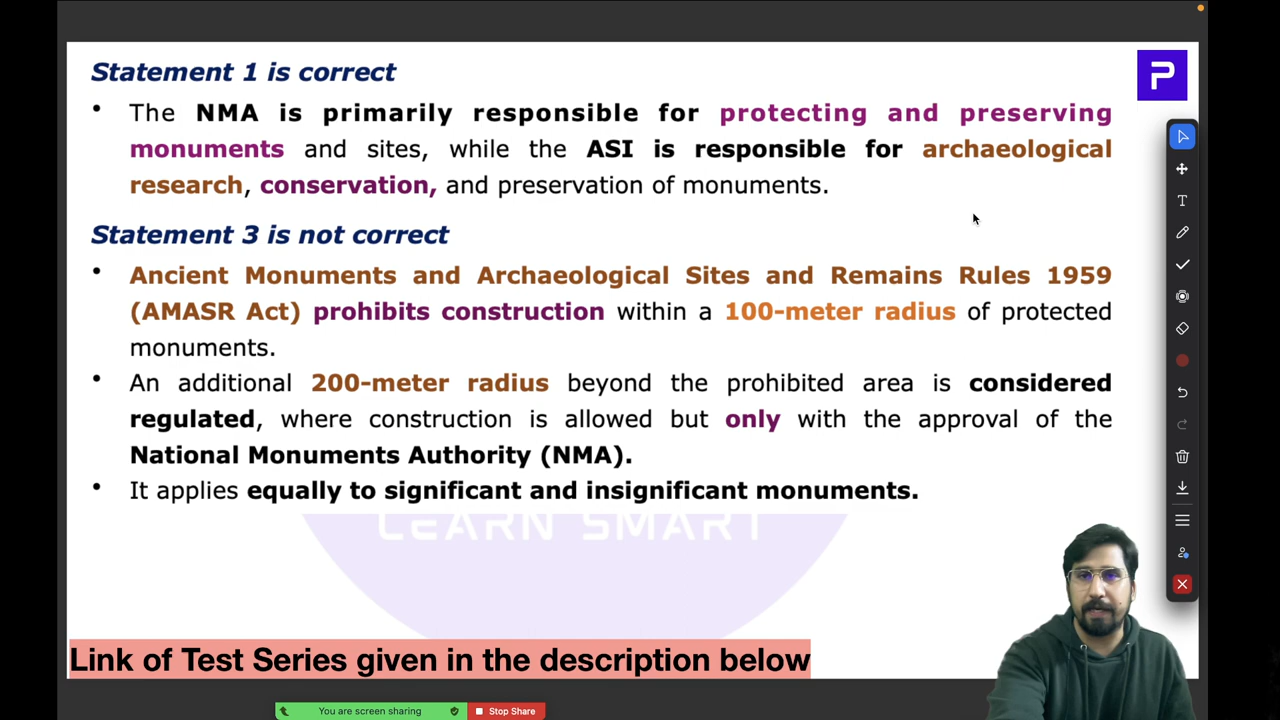 Statement 1 is correct
• The NMA is primarily responsible for protecting and preserving
monuments and sites, while the ASI is responsible for archaeological
research, conservation, and preservation of monuments.
Statement 3 is not correct
• Ancient Monuments and Archaeological Sites and Remains Rules 1959
(AMASR Act) prohibits construction within a 100-meter radius of protected
monuments.
• An additional 200-meter radius beyond the prohibited area is considered
regulated, where construction is allowed but only with the approval of the
National Monuments Authority (NMA).
• It applies equally to significant and insignificant monuments.
LEARN SMART
Link of Test Series given in the description below
You are screen sharing
Stop Share